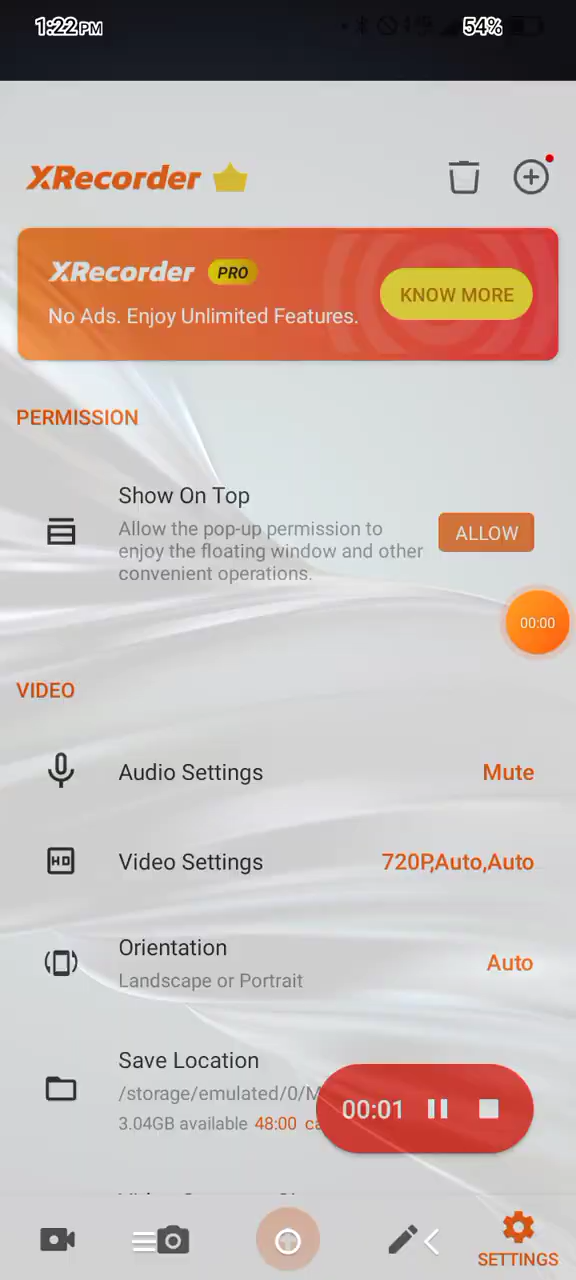 1:22 PM 54%
XRecorder
XRecorder PRO
No Ads. Enjoy Unlimited Features.
KNOW MORE
PERMISSION
Show On Top
Allow the pop-up permission to
enjoy the floating window and other
convenient operations.
ALLOW
00:00
VIDEO
Audio Settings Mute
HD Video Settings 720P,Auto,Auto
Orientation
Landscape or Portrait
Auto
Save Location
/storage/emulated/0/M
3.04GB available 48:00 ca
00:01
SETTINGS